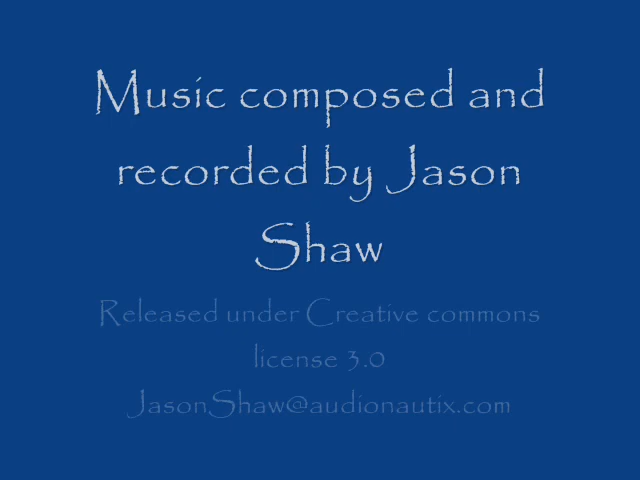 Music composed and
recorded by Jason
Shaw
Released under Creative commons
license 3.0
JasonShaw@audionautix.com